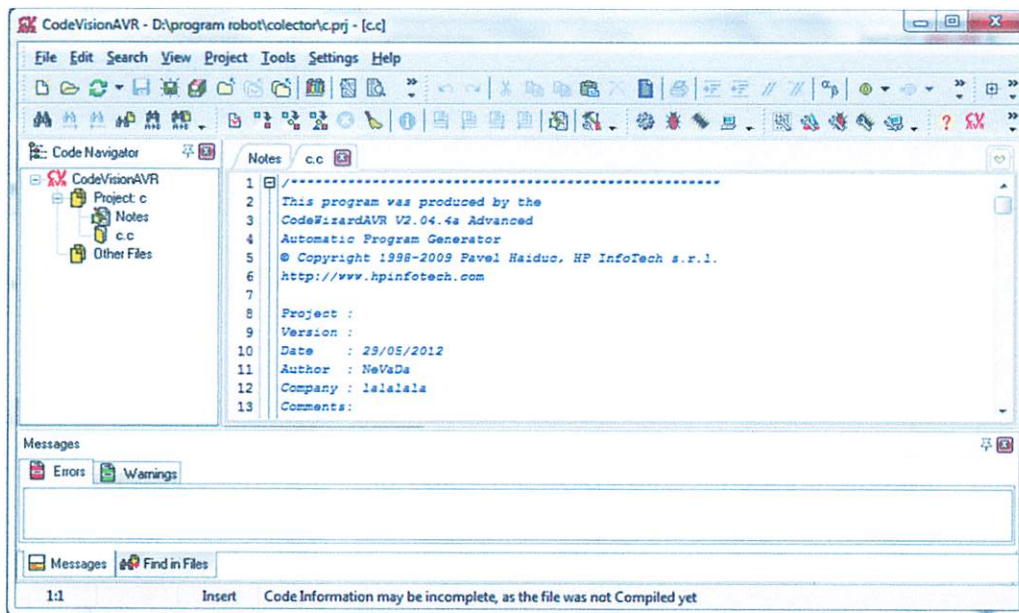 CodeVisionAVR - D:\program robot\colector\c.prj - [c.c]
File Edit Search View Project Tools Settings Help
Code Navigator
CodeVisionAVR
Project: c
Notes
c.c
Other Files
Notes c.c
1 /*******************************************************
2 This program was produced by the
3 CodeWizardAVR V2.04.4a Advanced
4 Automatic Program Generator
5 © Copyright 1998-2009 Pavel Haiduc, HP InfoTech s.r.l.
6 http://www.hpinfotech.com
7
8 Project :
9 Version :
10 Date : 29/05/2012
11 Author : NeVaDa
12 Company : lalalala
13 Comments:
Messages
Errors Warnings
Messages Find in Files
1:1 Insert Code Information may be incomplete, as the file was not Compiled yet